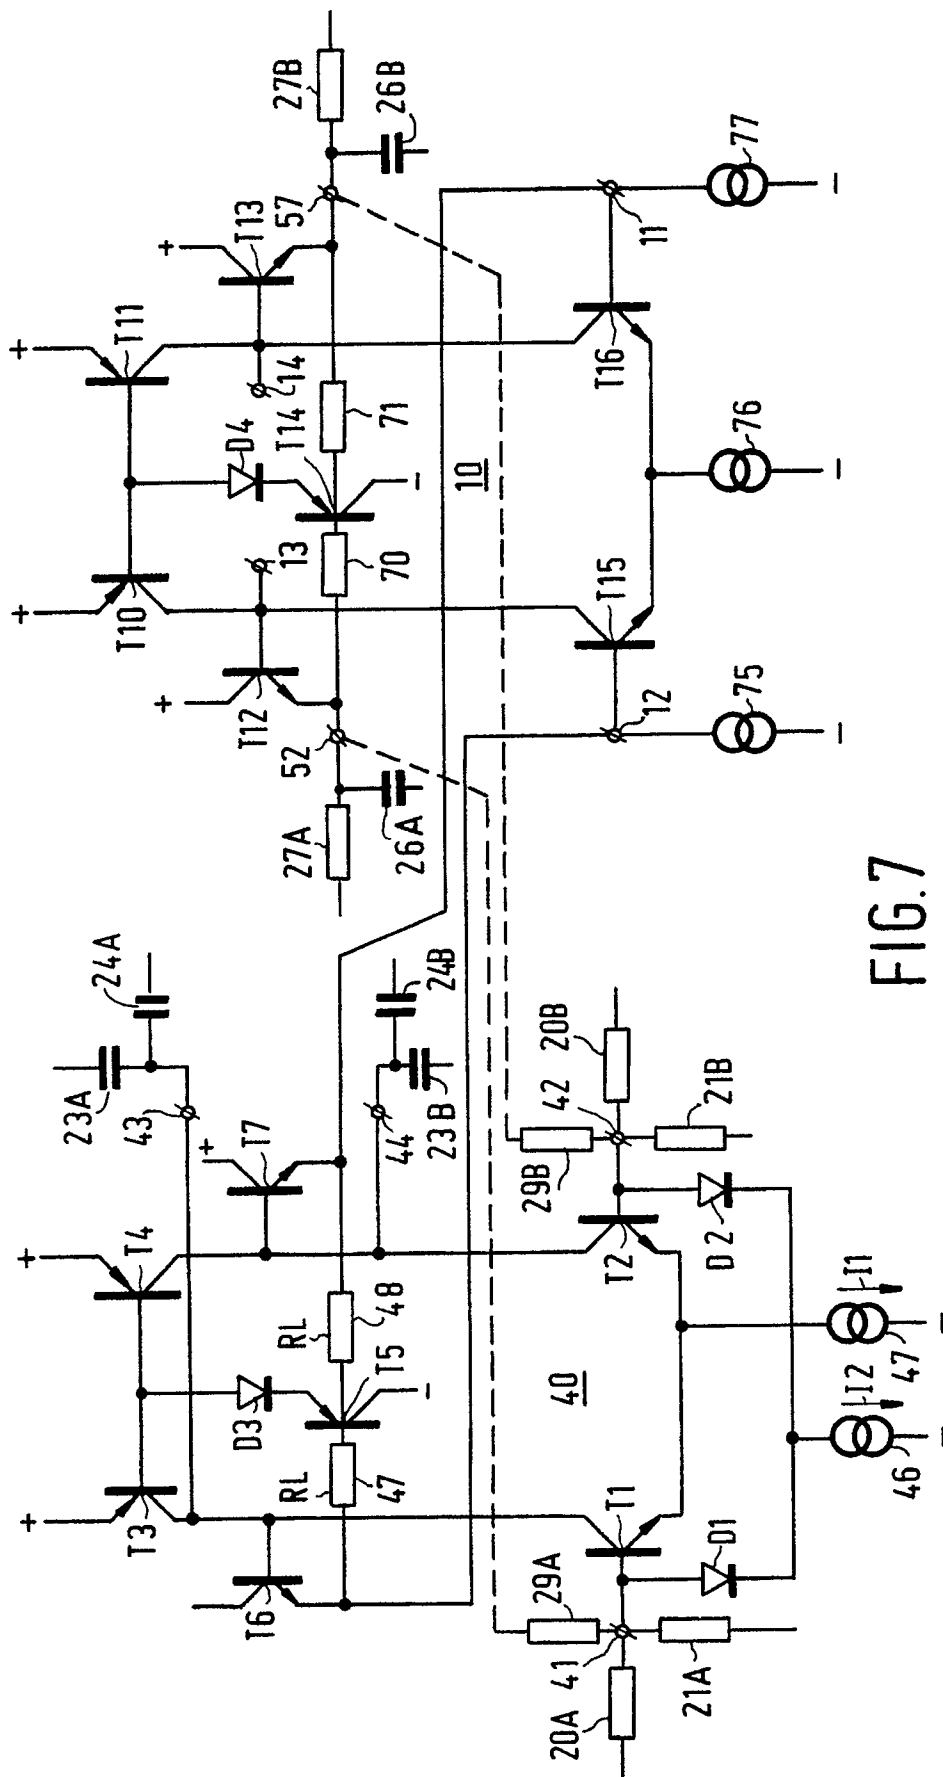 +
T3
+
T4
T6
RL
47
D3
T5
RL
48
+
T7
23A
24A
43
44
23B
24B
20A
41
29A
21A
T1
D1
40
T2
D2
29B
42
20B
21B
46
I2
47
I1
−
−
−
27A
26A
52
T12
+
T10
+
13
70
D4
T14
71
14
−
T11
+
T13
+
57
27B
26B
10
12
T15
T16
11
75
76
77
−
−
−
FIG.7